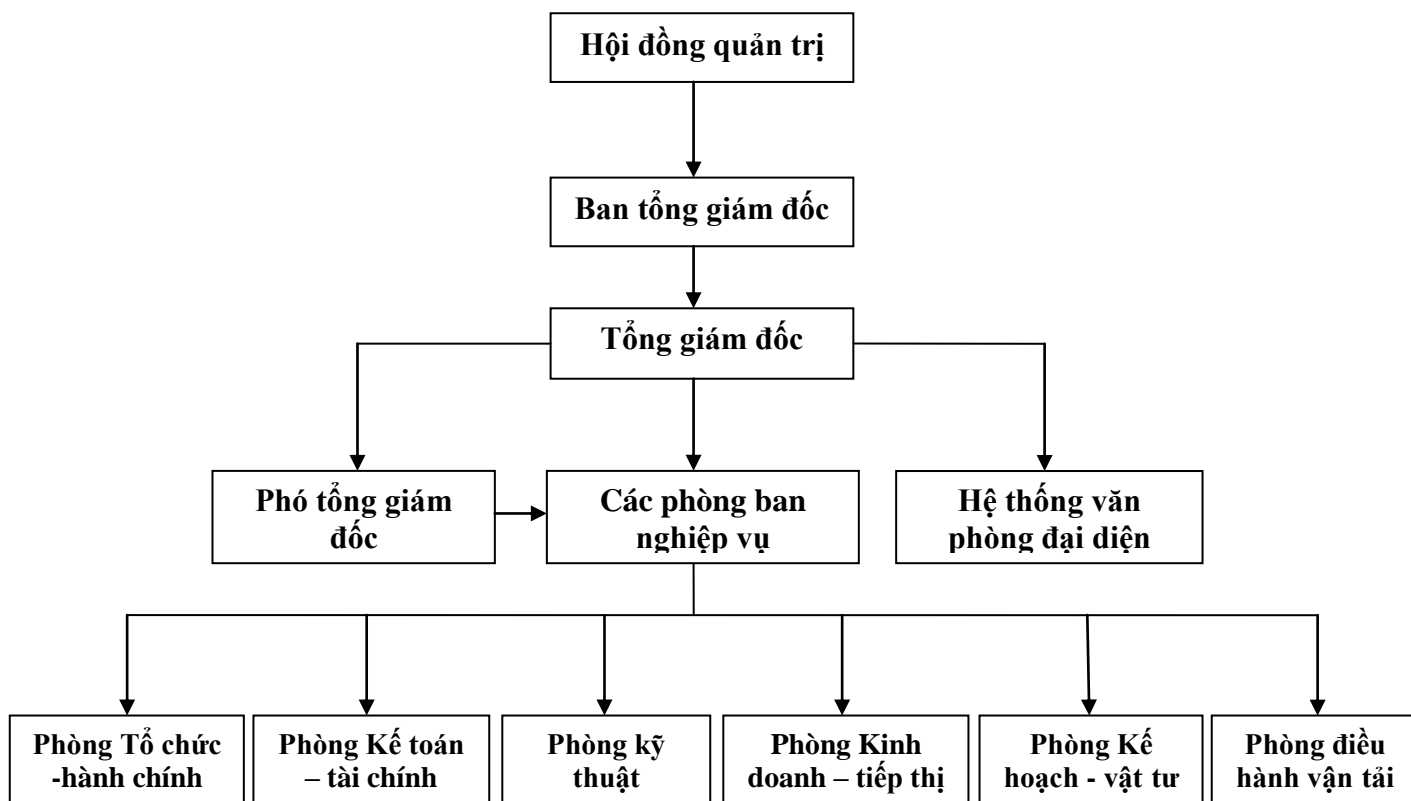 Hội đồng quản trị
Ban tổng giám đốc
Tổng giám đốc
Phó tổng giám
đốc
Các phòng ban
nghiệp vụ
Hệ thống văn
phòng đại diện
Phòng Tổ chức
-hành chính
Phòng Kế toán
– tài chính
Phòng kỹ
thuật
Phòng Kinh
doanh – tiếp thị
Phòng Kế
hoạch - vật tư
Phòng điều
hành vận tải